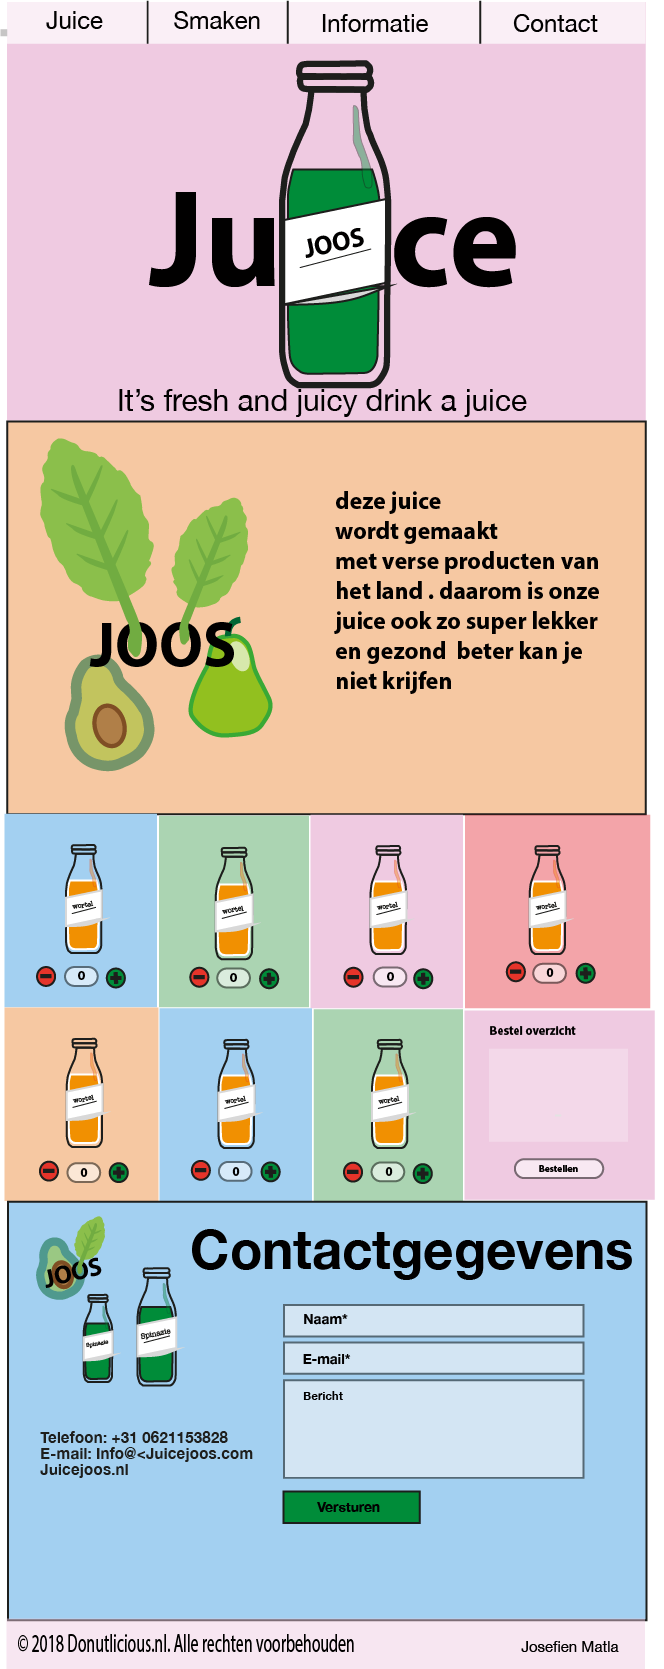 Juice Smaken Informatie Contact
Ju ce
JOOS
It's fresh and juicy drink a juice
JOOS
deze juice
wordt gemaakt
met verse producten van
het land . daarom is onze
juice ook zo super lekker
en gezond  beter kan je
niet krijfen
wortel wortel wortel wortel
0 0 0 0
wortel wortel wortel
0 0 0
Bestel overzicht
Bestellen
JOOS
Contactgegevens
Spinazie Spinazie
Telefoon: +31 0621153828
E-mail: Info@<Juicejoos.com
Juicejoos.nl
Naam*
E-mail*
Bericht
Versturen
© 2018 Donutlicious.nl. Alle rechten voorbehouden
Josefien Matla